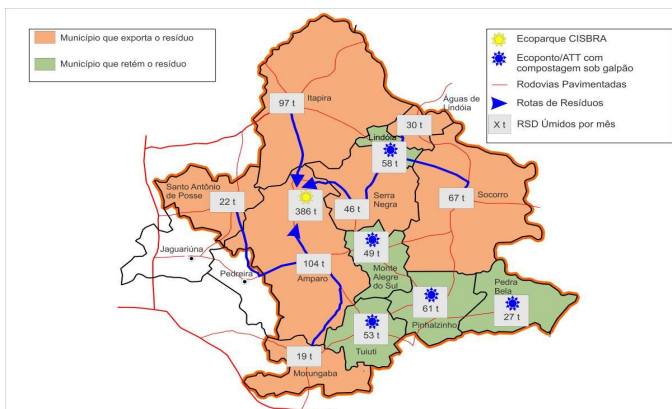 Município que exporta o resíduo
Município que retém o resíduo
Ecoparque CISBRA
Ecoponto/ATT com
compostagem sob galpão
Rodovias Pavimentadas
Rotas de Resíduos
X t
RSD Úmidos por mês
Itapira
97 t
Águas de
Lindóia
30 t
Lindóia
58 t
Santo Antônio
de Posse
22 t
386 t
46 t
Serra
Negra
67 t
Socorro
Jaguariúna
Pedreira
104 t
Amparo
49 t
Monte
Alegre
do Sul
61 t
Pinhalzinho
Pedra
Bela
27 t
53 t
Tuiuti
19 t
Morungaba